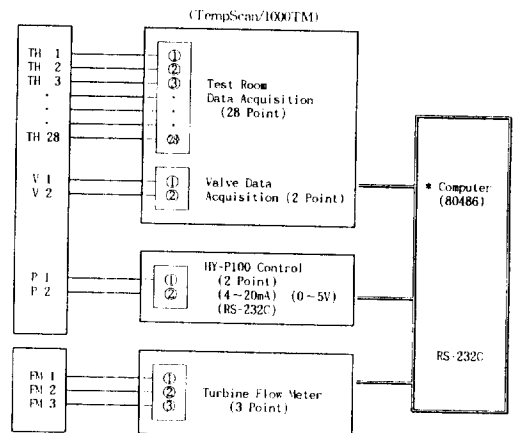 (TempScan/1000TM)
TH 1
TH 2
TH 3
.
.
.
TH 28
V 1
V 2
P 1
P 2
FM 1
FM 2
FM 3
①
②
③
.
.
.
㉘
Test Room
Data Acquisition
(28 Point)
①
②
Valve Data
Acquisition (2 Point)
①
②
HY-P100 Control
(2 Point)
(4~20mA) (0~5V)
(RS-232C)
①
②
③
Turbine Flow Meter
(3 Point)
* Computer
(80486)
RS-232C